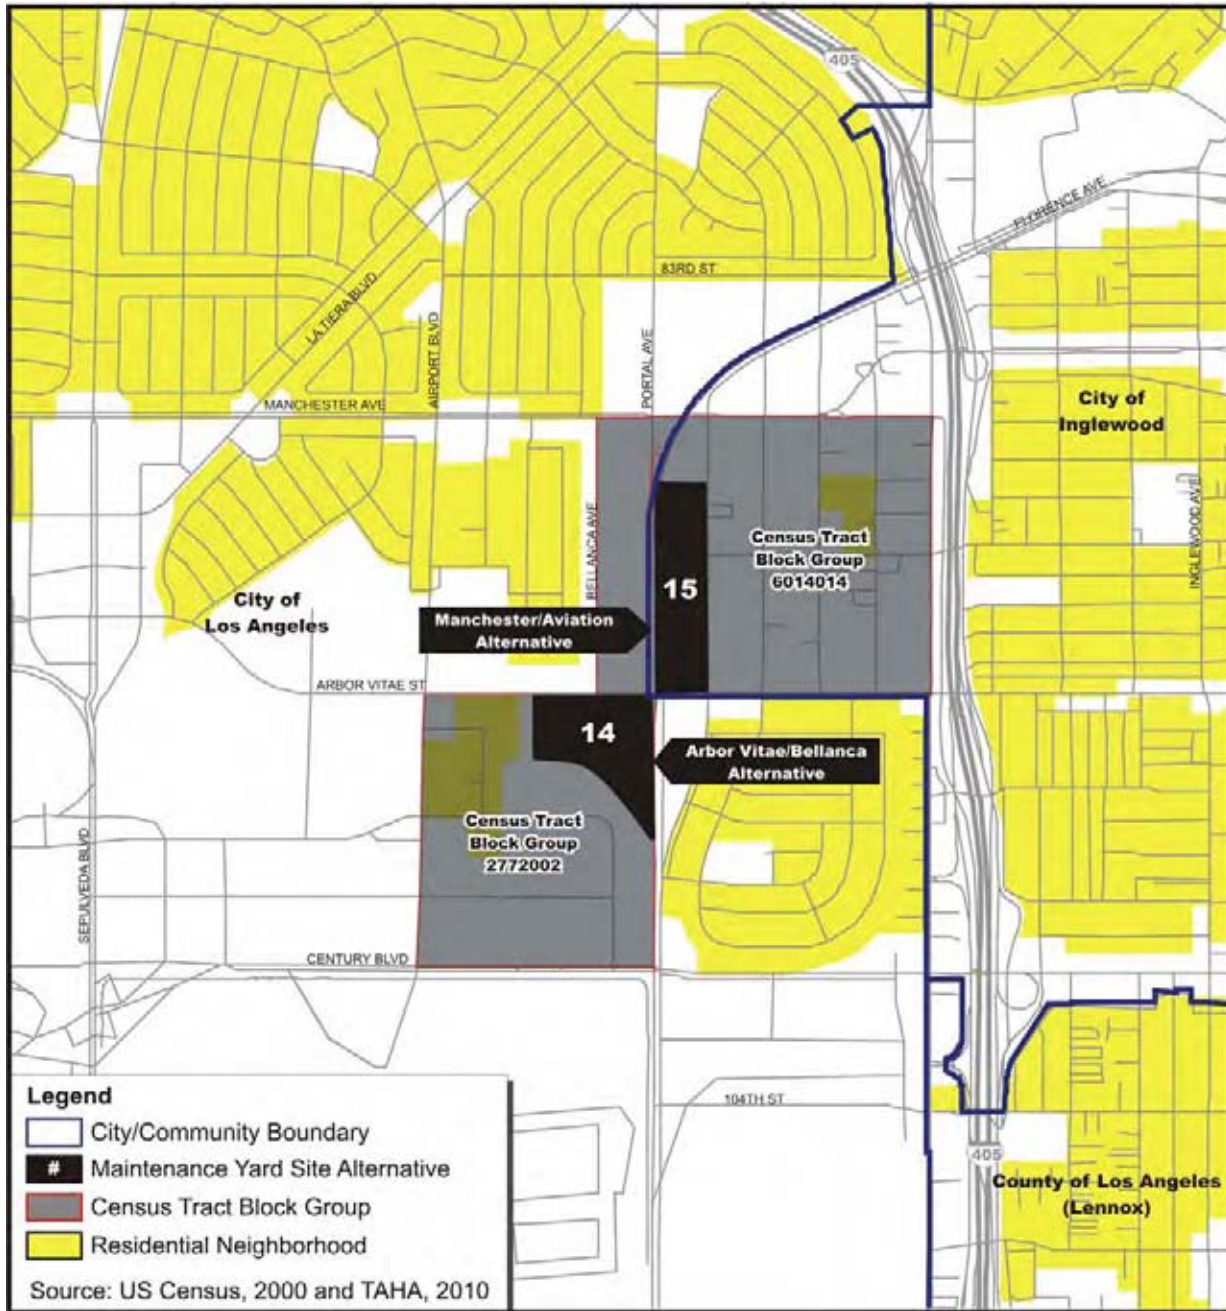 405
FLORENCE AVE
83RD ST
LA TIERA BLVD
AIRPORT BLVD
PORTAL AVE
MANCHESTER AVE
City of
Inglewood
BELLANCA AVE
INGLEWOOD AVE
Census Tract
Block Group
6014014
15
City of
Los Angeles
Manchester/Aviation
Alternative
ARBOR VITAE ST
14
Arbor Vitae/Bellanca
Alternative
Census Tract
Block Group
2772002
SEPULVEDA BLVD
CENTURY BLVD
104TH ST
405
County of Los Angeles
(Lennox)
Legend
City/Community Boundary
# Maintenance Yard Site Alternative
Census Tract Block Group
Residential Neighborhood
Source: US Census, 2000 and TAHA, 2010